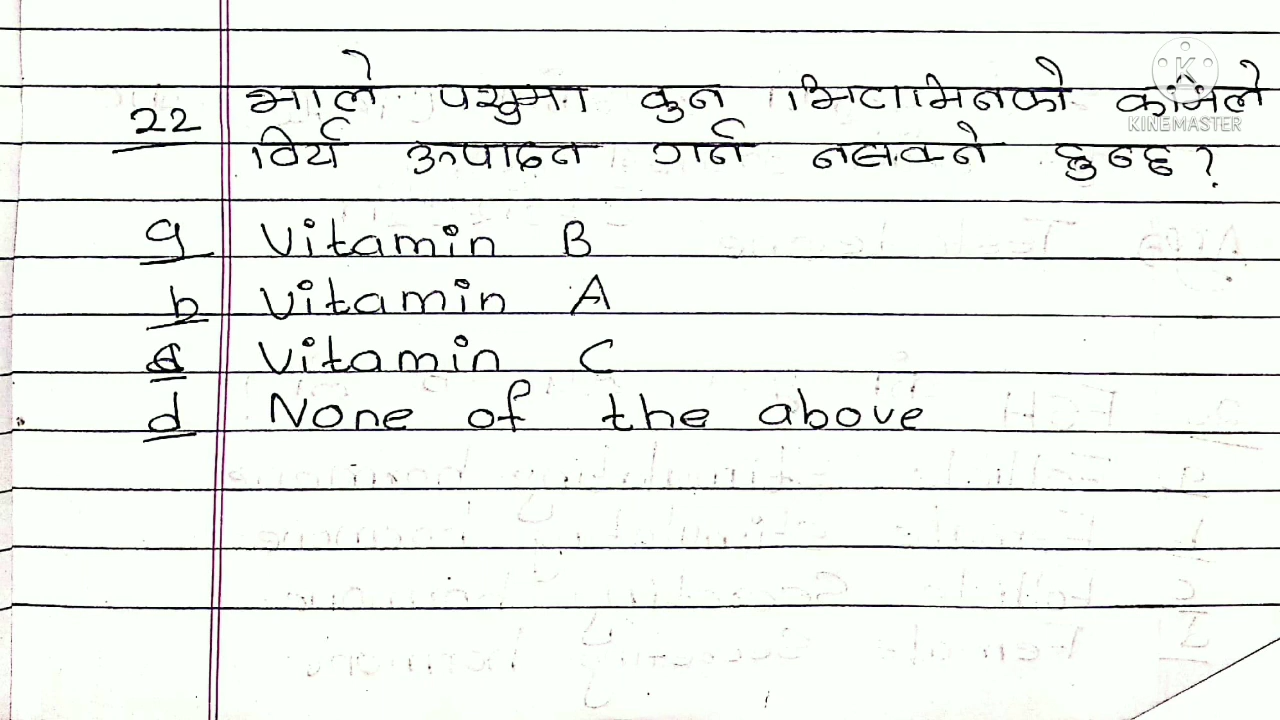 22 भाले पशुमा कुन भिटामिनको कमिले
विर्य उत्पादन गर्न नसक्ने हुन्छ ?
a Vitamin B
b Vitamin A
c Vitamin C
d None of the above
KINEMASTER